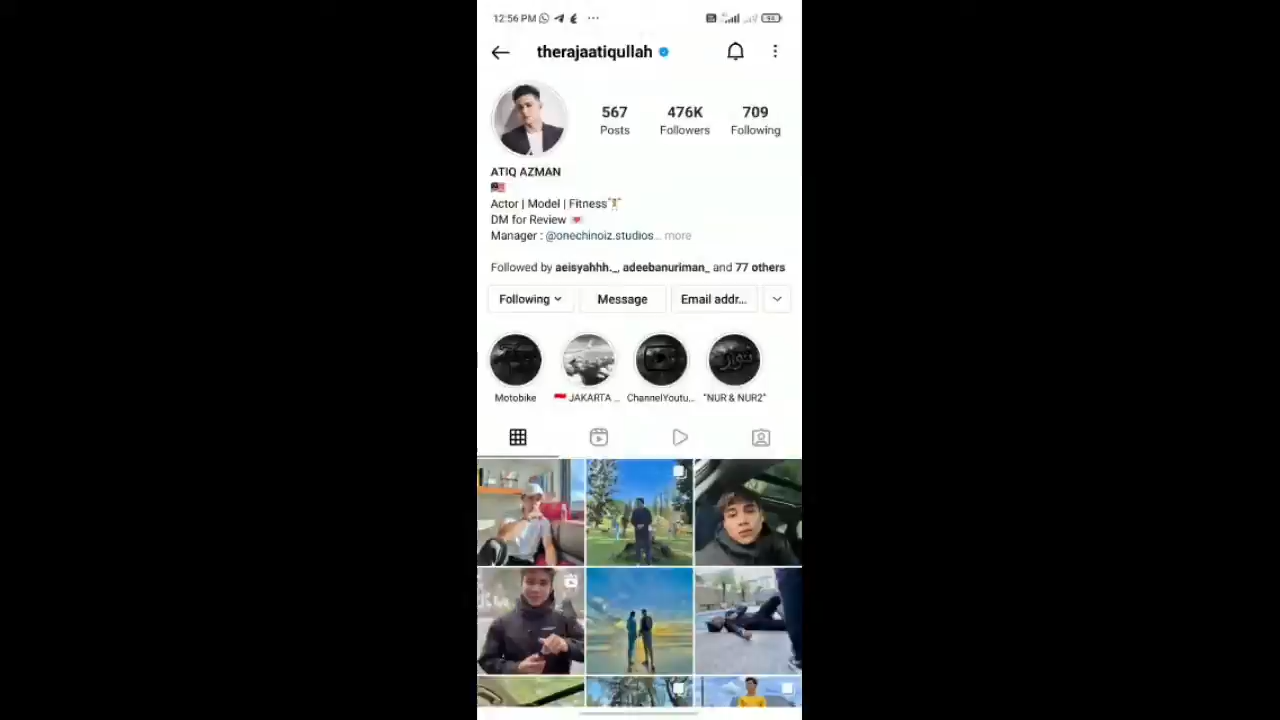 12:56 PM
therajaatiqullah
567 476K 709
Posts Followers Following
ATIQ AZMAN
Actor | Model | Fitness
DM for Review
Manager : @onechinoiz.studios... more
Followed by aeisyahhh._, adeebanuriman_ and 77 others
Following Message Email addr...
Motobike JAKARTA ... ChannelYoutu... "NUR & NUR2"